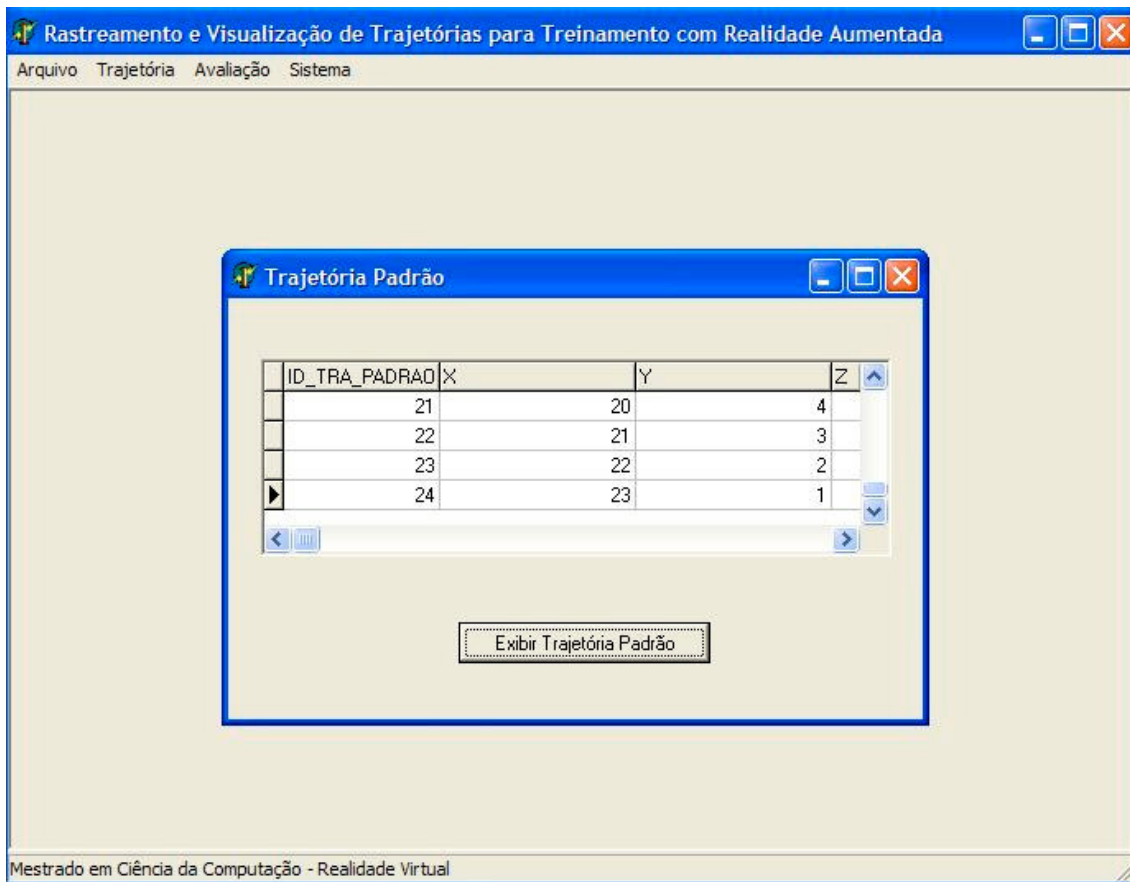 Rastreamento e Visualização de Trajetórias para Treinamento com Realidade Aumentada
Arquivo Trajetória Avaliação Sistema
Trajetória Padrão
ID_TRA_PADRAO X Y Z
21 20 4
22 21 3
23 22 2
24 23 1
Exibir Trajetória Padrão
Mestrado em Ciência da Computação - Realidade Virtual